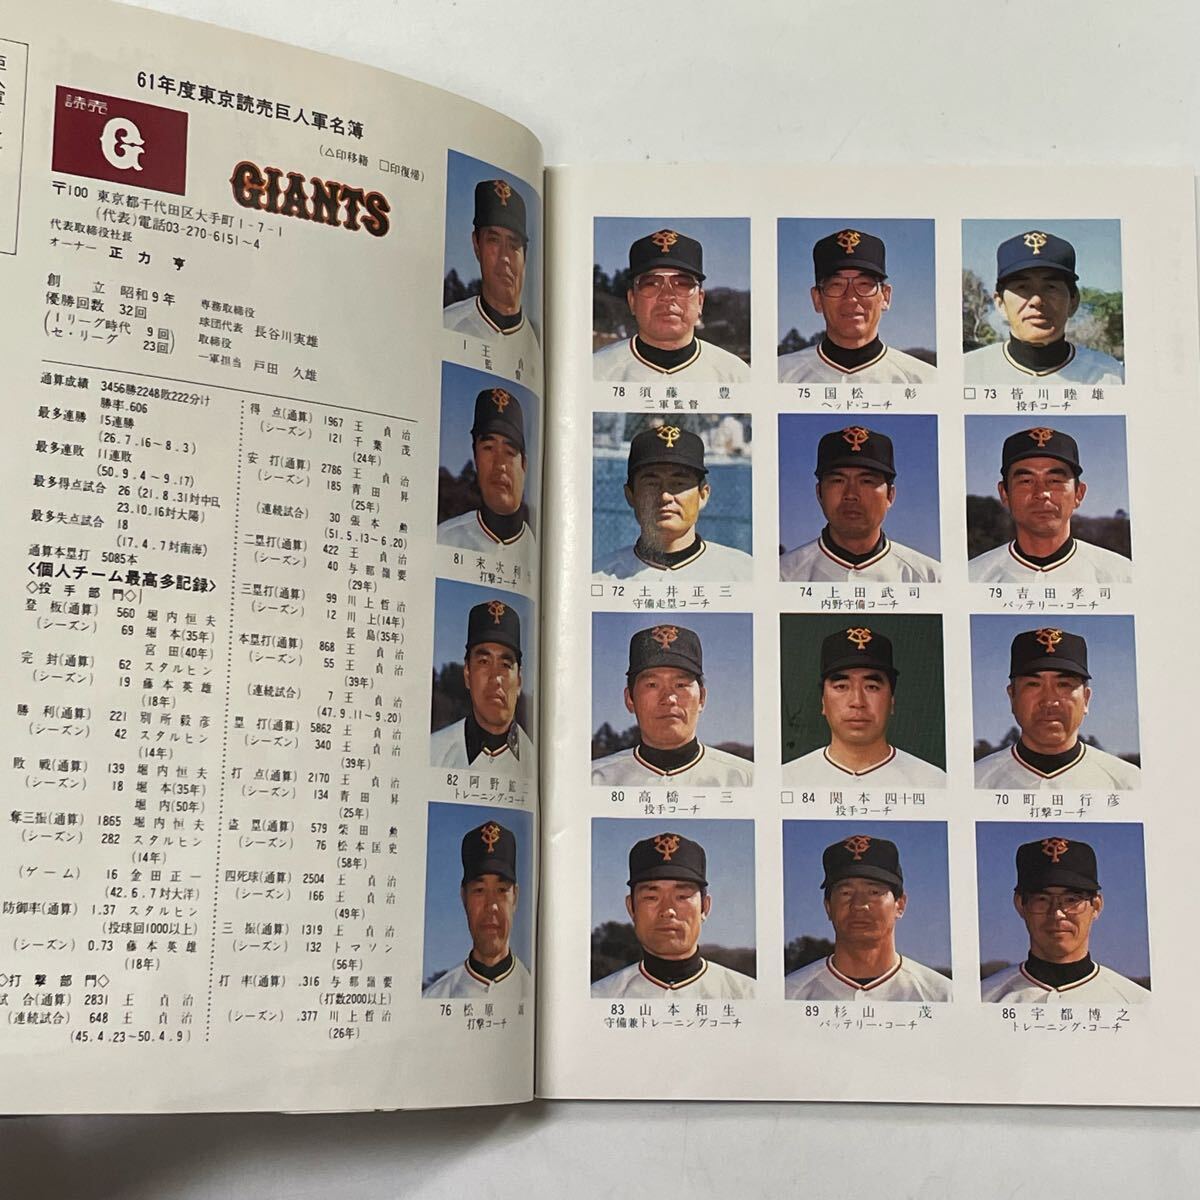 61年度東京読売巨人軍名簿
(△印移籍 □印復帰)
読売
G
GIANTS
〒100 東京都千代田区大手町1-7-1
(代表)電話03-270-6151~4
代表取締役社長
オーナー 正力 亨
創立 昭和9年
優勝回数 32回
(1リーグ時代 9回
セ・リーグ 23回)
専務取締役
球団代表 長谷川実雄
取締役
一軍担当 戸田 久雄
通算成績 3456勝2248敗222分け
勝率.606
最多連勝 15連勝
(26.7.16~8.3)
最多連敗 11連敗
(50.9.4~9.17)
最多得点試合 26(21.8.31対中日
23.10.16対大陽)
最多失点試合 18
(17.4.7対南海)
通算本塁打 5085本
<個人チーム最高多記録>
◇投手部門◇
登板(通算) 560 堀内恒夫
(シーズン) 69 堀本(35年)
宮田(40年)
完封(通算) 62 スタルヒン
(シーズン) 19 藤本英雄
(18年)
勝利(通算) 221 別所毅彦
(シーズン) 42 スタルヒン
(14年)
敗戦(通算) 139 堀内恒夫
(シーズン) 18 堀本(35年)
堀内(50年)
奪三振(通算) 1865 堀内恒夫
(シーズン) 282 スタルヒン
(14年)
(ゲーム) 16 金田正一
(42.6.7対大洋)
防御率(通算) 1.37 スタルヒン
(投球回1000以上)
(シーズン) 0.73 藤本英雄
(18年)
◇打撃部門◇
試合(通算) 2831 王貞治
(連続試合) 648 王貞治
(45.4.23~50.4.9)
得点(通算) 1967 王貞治
(シーズン) 121 千葉茂
(24年)
安打(通算) 2786 王貞治
(シーズン) 185 青田昇
(25年)
(連続試合) 30 張本勲
(51.5.13~6.20)
二塁打(通算) 422 王貞治
(シーズン) 40 与那嶺要
(29年)
三塁打(通算) 99 川上哲治
(シーズン) 12 川上(14年)
長島(35年)
本塁打(通算) 868 王貞治
(シーズン) 55 王貞治
(39年)
(連続試合) 7 王貞治
(47.9.11~9.20)
塁打(通算) 5862 王貞治
(シーズン) 340 王貞治
(39年)
打点(通算) 2170 王貞治
(シーズン) 134 青田昇
(25年)
盗塁(通算) 579 柴田勲
(シーズン) 76 松本匡史
(58年)
四死球(通算) 2504 王貞治
(シーズン) 166 王貞治
(49年)
三振(通算) 1319 王貞治
(シーズン) 132 トマソン
(56年)
打率(通算) .316 与那嶺要
(打数2000以上)
(シーズン) .377 川上哲治
(26年)
1 王貞
監督
81 末次利
打撃コーチ
82 阿野鉱二
トレーニング・コーチ
76 松原誠
打撃コーチ
78 須藤豊
二軍監督
75 国松彰
ヘッド・コーチ
□73 皆川睦雄
投手コーチ
□72 土井正三
守備走塁コーチ
74 上田武司
内野守備コーチ
79 吉田孝司
バッテリー・コーチ
80 高橋一三
投手コーチ
□84 関本四十四
投手コーチ
70 町田行彦
打撃コーチ
83 山本和生
守備兼トレーニングコーチ
89 杉山茂
バッテリー・コーチ
86 宇都博之
トレーニング・コーチ